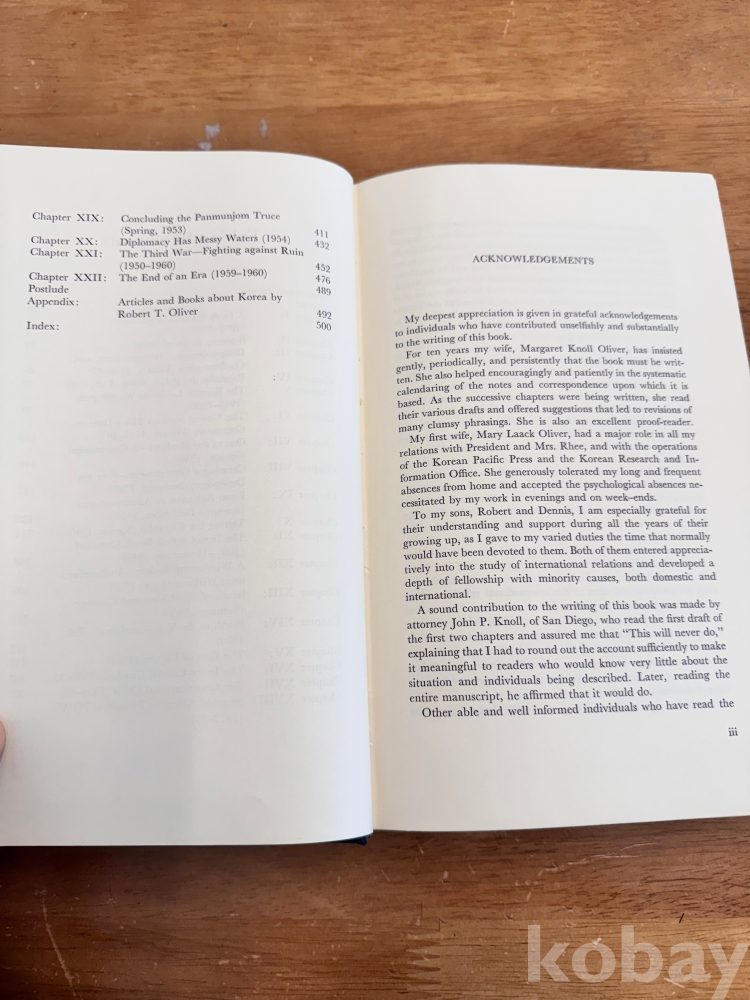 Chapter XIX: Concluding the Panmunjom Truce
(Spring, 1953) 411
Chapter XX: Diplomacy Has Messy Waters (1954) 432
Chapter XXI: The Third War—Fighting against Ruin
(1950–1960) 452
Chapter XXII: The End of an Era (1959–1960) 476
Postlude 489
Appendix: Articles and Books about Korea by
Robert T. Oliver 492
Index: 500
ACKNOWLEDGEMENTS
My deepest appreciation is given in grateful acknowledgements
to individuals who have contributed unselfishly and substantially
to the writing of this book.
For ten years my wife, Margaret Knoll Oliver, has insisted
gently, periodically, and persistently that the book must be writ-
ten. She also helped encouragingly and patiently in the systematic
calendaring of the notes and correspondence upon which it is
based. As the successive chapters were being written, she read
their various drafts and offered suggestions that led to revisions of
many clumsy phrasings. She is also an excellent proof-reader.
My first wife, Mary Laack Oliver, had a major role in all my
relations with President and Mrs. Rhee, and with the operations
of the Korean Pacific Press and the Korean Research and In-
formation Office. She generously tolerated my long and frequent
absences from home and accepted the psychological absences ne-
cessitated by my work in evenings and on week–ends.
To my sons, Robert and Dennis, I am especially grateful for
their understanding and support during all the years of their
growing up, as I gave to my varied duties the time that normally
would have been devoted to them. Both of them entered apprecia-
tively into the study of international relations and developed a
depth of fellowship with minority causes, both domestic and
international.
A sound contribution to the writing of this book was made by
attorney John P. Knoll, of San Diego, who read the first draft of
the first two chapters and assured me that “This will never do,”
explaining that I had to round out the account sufficiently to make
it meaningful to readers who would know very little about the
situation and individuals being described. Later, reading the
entire manuscript, he affirmed that it would do.
Other able and well informed individuals who have read the
iii
kobay